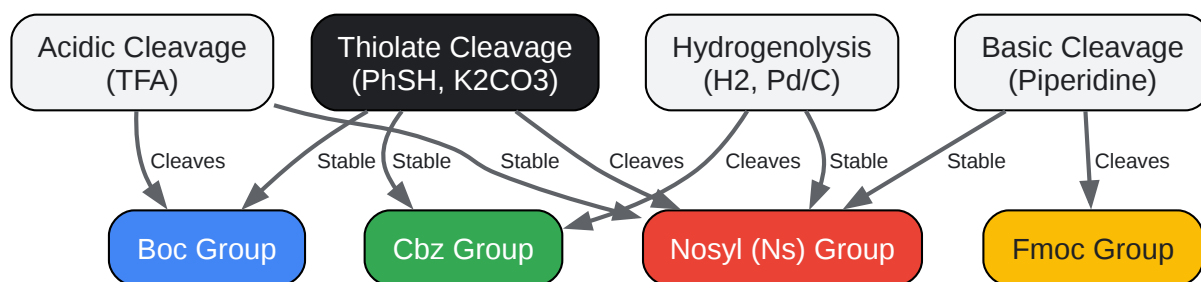 Acidic Cleavage
(TFA)
Thiolate Cleavage
(PhSH, K2CO3)
Hydrogenolysis
(H2, Pd/C)
Basic Cleavage
(Piperidine)
Cleaves
Stable
Stable
Stable
Cleaves
Cleaves
Stable
Stable
Cleaves
Boc Group
Cbz Group
Nosyl (Ns) Group
Fmoc Group